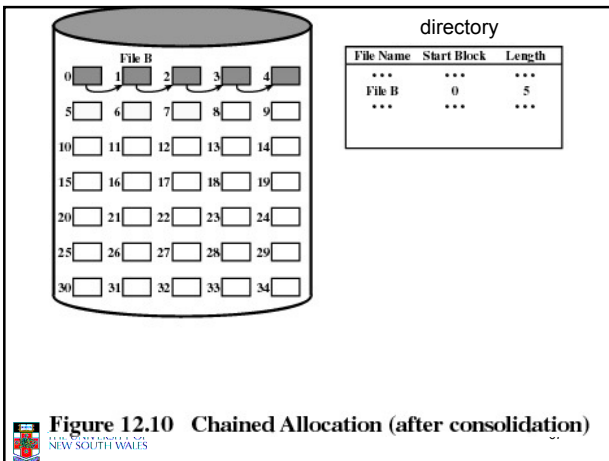 directory
File Name Start Block Length
... ... ...
File B 0 5
... ... ...
File B
0 1 2 3 4
5 6 7 8 9
10 11 12 13 14
15 16 17 18 19
20 21 22 23 24
25 26 27 28 29
30 31 32 33 34
Figure 12.10 Chained Allocation (after consolidation)
NEW SOUTH WALES